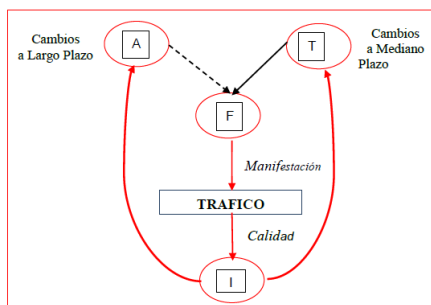 Cambios
a Largo Plazo
A
T
Cambios
a Mediano
Plazo
F
Manifestación
TRAFICO
Calidad
I